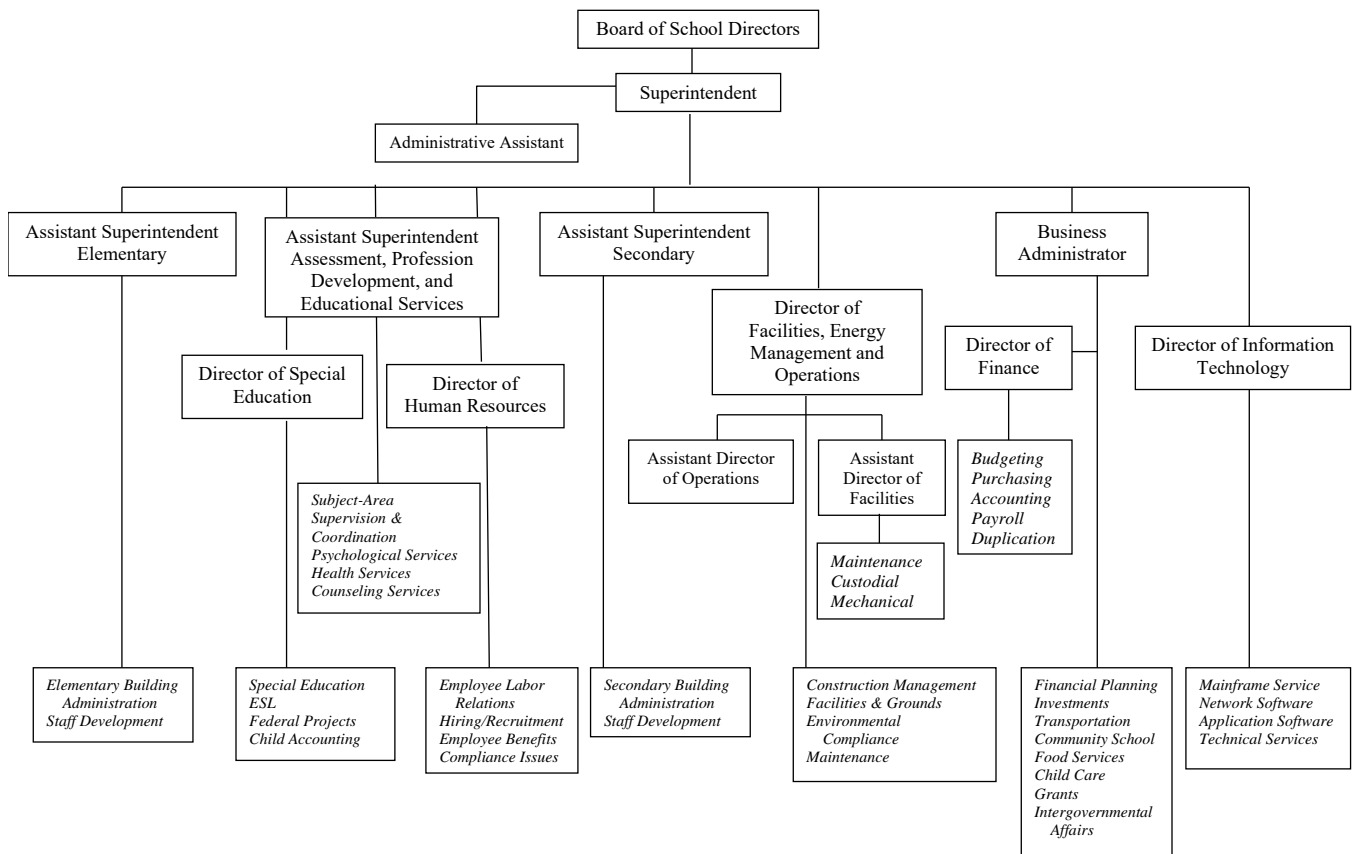 Board of School Directors
Superintendent
Administrative Assistant
Assistant Superintendent
Elementary
Assistant Superintendent
Assessment, Profession
Development, and
Educational Services
Assistant Superintendent
Secondary
Business
Administrator
Director of
Facilities, Energy
Management and
Operations
Director of
Finance
Director of Information
Technology
Director of Special
Education
Director of
Human Resources
Assistant Director
of Operations
Assistant
Director of
Facilities
Budgeting
Purchasing
Accounting
Payroll
Duplication
Subject-Area
Supervision &
Coordination
Psychological Services
Health Services
Counseling Services
Maintenance
Custodial
Mechanical
Elementary Building
Administration
Staff Development
Special Education
ESL
Federal Projects
Child Accounting
Employee Labor
Relations
Hiring/Recruitment
Employee Benefits
Compliance Issues
Secondary Building
Administration
Staff Development
Construction Management
Facilities & Grounds
Environmental
Compliance
Maintenance
Financial Planning
Investments
Transportation
Community School
Food Services
Child Care
Grants
Intergovernmental
Affairs
Mainframe Service
Network Software
Application Software
Technical Services